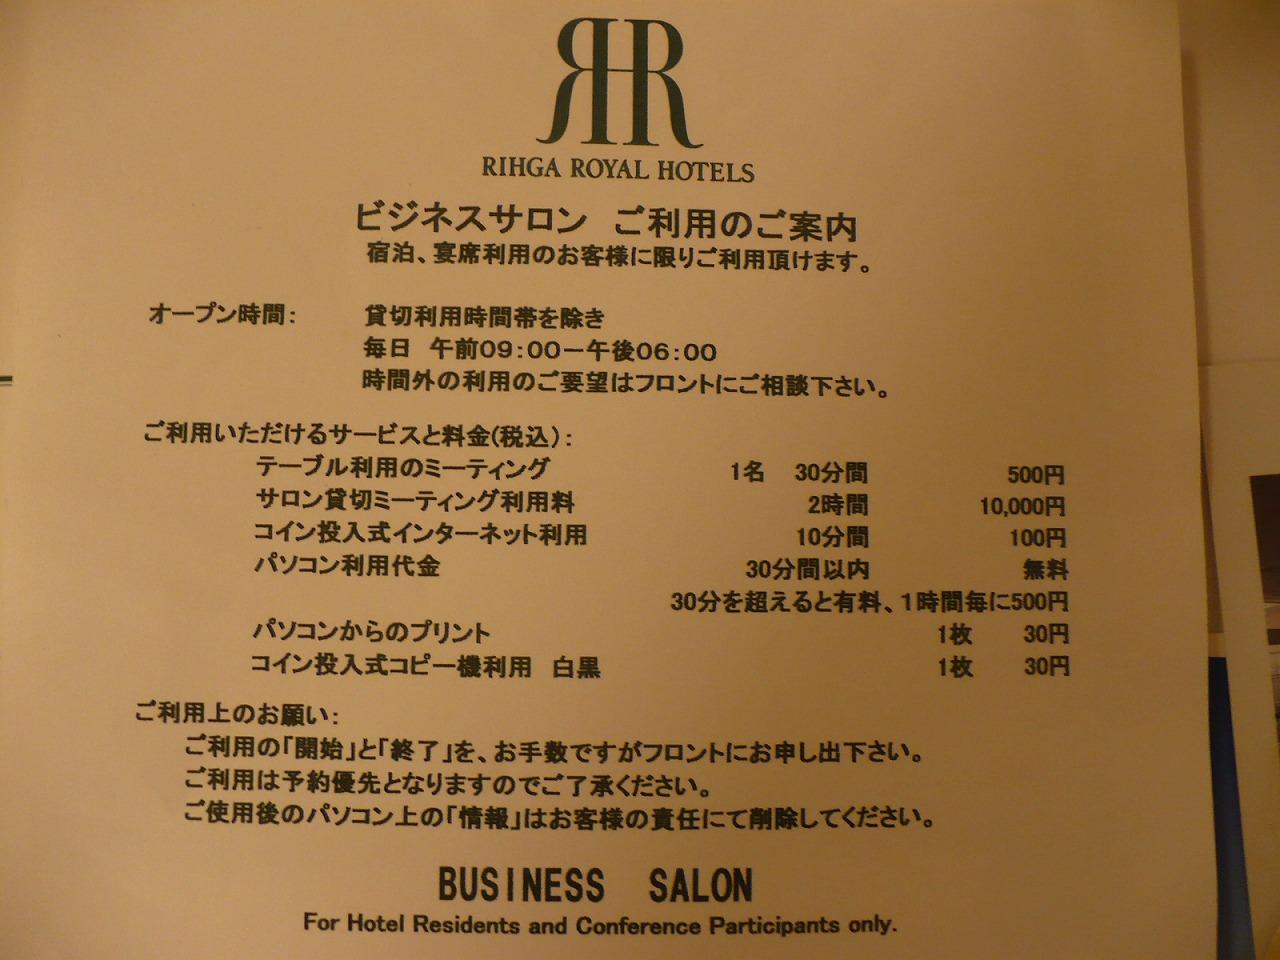 RR
RIHGA ROYAL HOTELS
ビジネスサロン ご利用のご案内
宿泊、宴席利用のお客様に限りご利用頂けます。
オープン時間： 貸切利用時間帯を除き
毎日 午前09：00－午後06：00
時間外の利用のご要望はフロントにご相談下さい。
ご利用いただけるサービスと料金(税込)：
テーブル利用のミーティング 1名 30分間 500円
サロン貸切ミーティング利用料 2時間 10,000円
コイン投入式インターネット利用 10分間 100円
パソコン利用代金 30分間以内 無料
30分を超えると有料、1時間毎に500円
パソコンからのプリント 1枚 30円
コイン投入式コピー機利用 白黒 1枚 30円
ご利用上のお願い：
ご利用の「開始」と「終了」を、お手数ですがフロントにお申し出下さい。
ご利用は予約優先となりますのでご了承ください。
ご使用後のパソコン上の「情報」はお客様の責任にて削除してください。
BUSINESS SALON
For Hotel Residents and Conference Participants only.